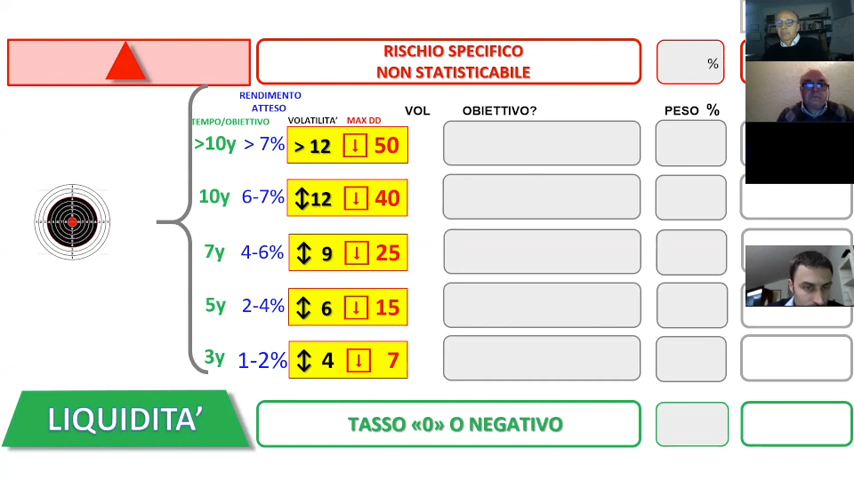 RISCHIO SPECIFICO
NON STATISTICABILE
%
RENDIMENTO
ATTESO
TEMPO/OBIETTIVO
VOLATILITA'
MAX DD
VOL
OBIETTIVO?
PESO %
>10y > 7% > 12 ↓ 50
10y 6-7% ↕12 ↓ 40
7y 4-6% ↕ 9 ↓ 25
5y 2-4% ↕ 6 ↓ 15
3y 1-2% ↕ 4 ↓ 7
LIQUIDITA'
TASSO «0» O NEGATIVO